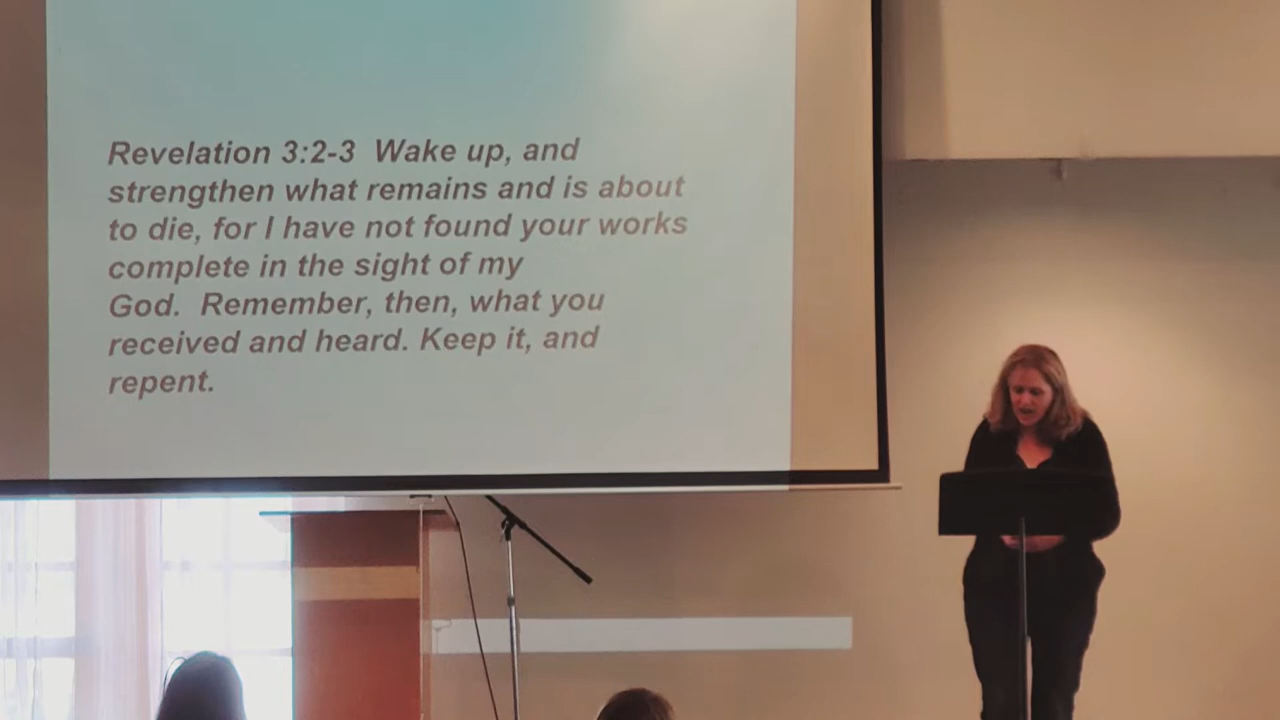 Revelation 3:2-3  Wake up, and
strengthen what remains and is about
to die, for I have not found your works
complete in the sight of my
God.  Remember, then, what you
received and heard. Keep it, and
repent.